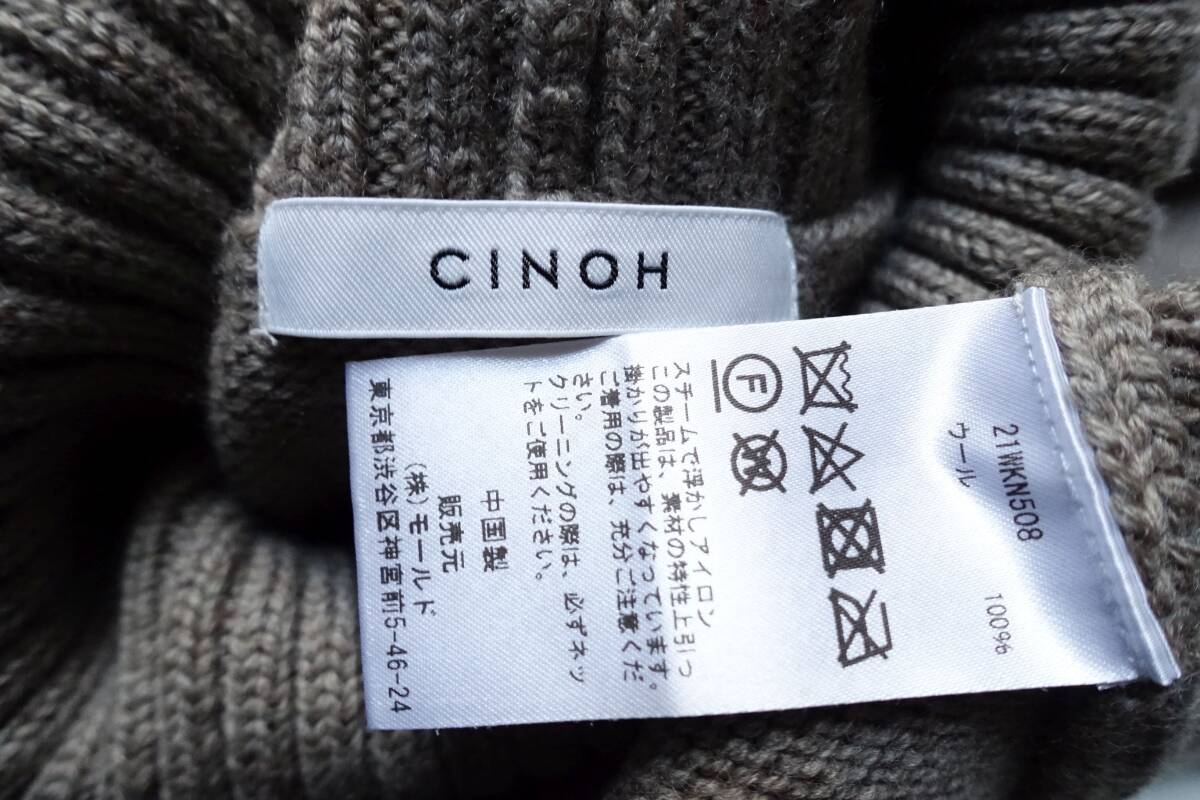 CINOH
21WKN508
ウール 100%
F
W
スチームで浮かしアイロン
この製品は、素材の特性上引っ
掛かりが出やすくなっています。
ご着用の際は、充分ご注意くだ
さい。
クリーニングの際は、必ずネッ
トをご使用ください。
中国製
販売元
(株)モールド
東京都渋谷区神宮前5-46-24